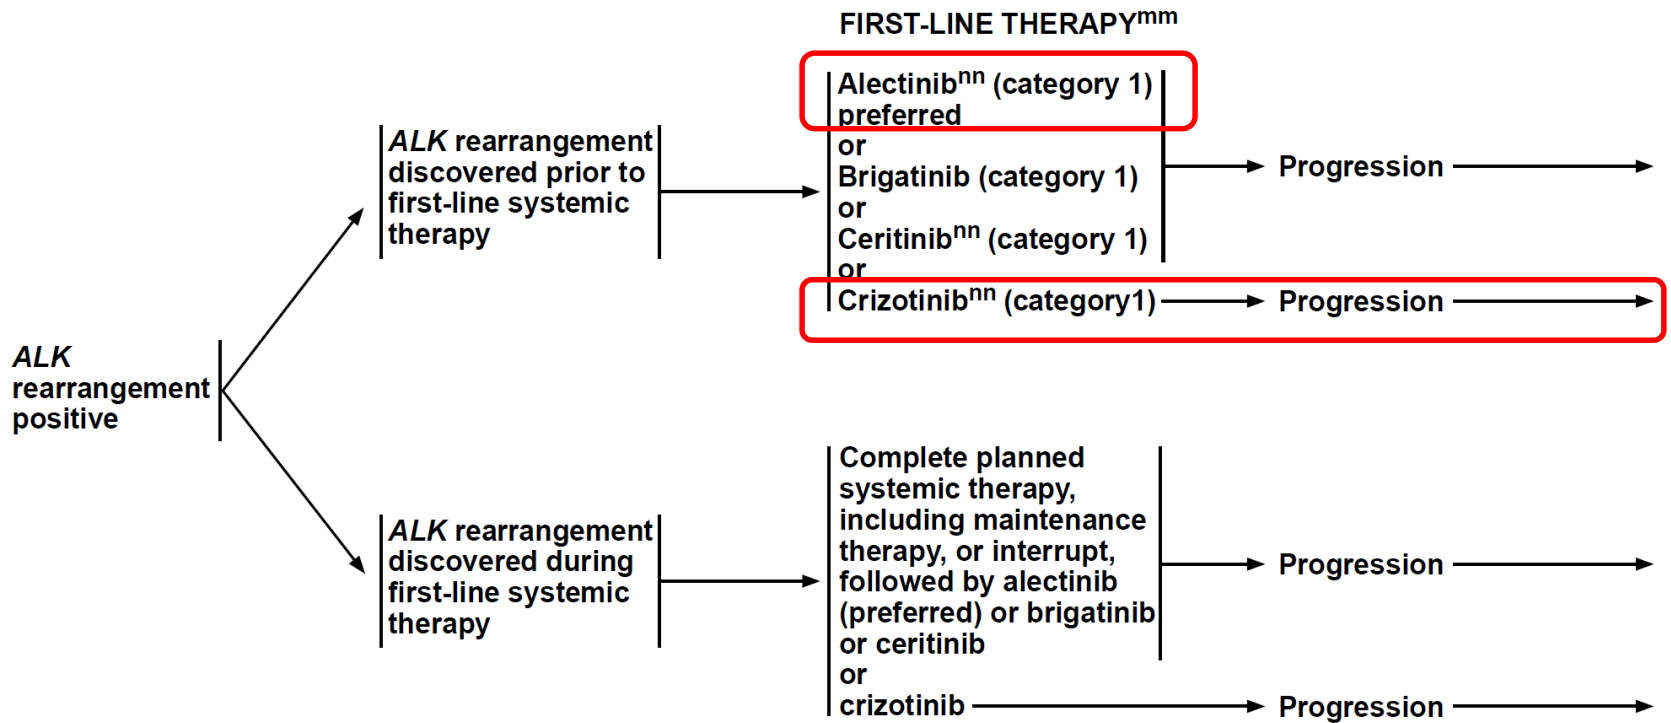 FIRST-LINE THERAPYmm
ALK rearrangement
discovered prior to
first-line systemic
therapy
Alectinibnn (category 1)
preferred
or
Brigatinib (category 1)
or
Ceritinibnn (category 1)
or
Crizotinibnn (category1)
Progression
Progression
ALK
rearrangement
positive
ALK rearrangement
discovered during
first-line systemic
therapy
Complete planned
systemic therapy,
including maintenance
therapy, or interrupt,
followed by alectinib
(preferred) or brigatinib
or ceritinib
or
crizotinib
Progression
Progression